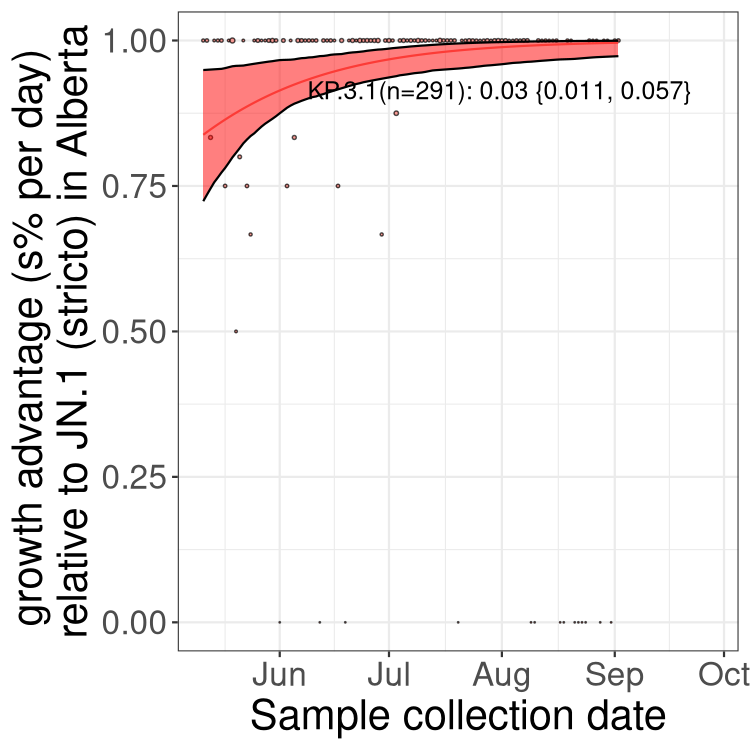 growth advantage (s% per day)
relative to JN.1 (stricto) in Alberta
1.00
0.75
0.50
0.25
0.00
KP.3.1(n=291): 0.03 {0.011, 0.057}
Jun Jul Aug Sep Oct
Sample collection date